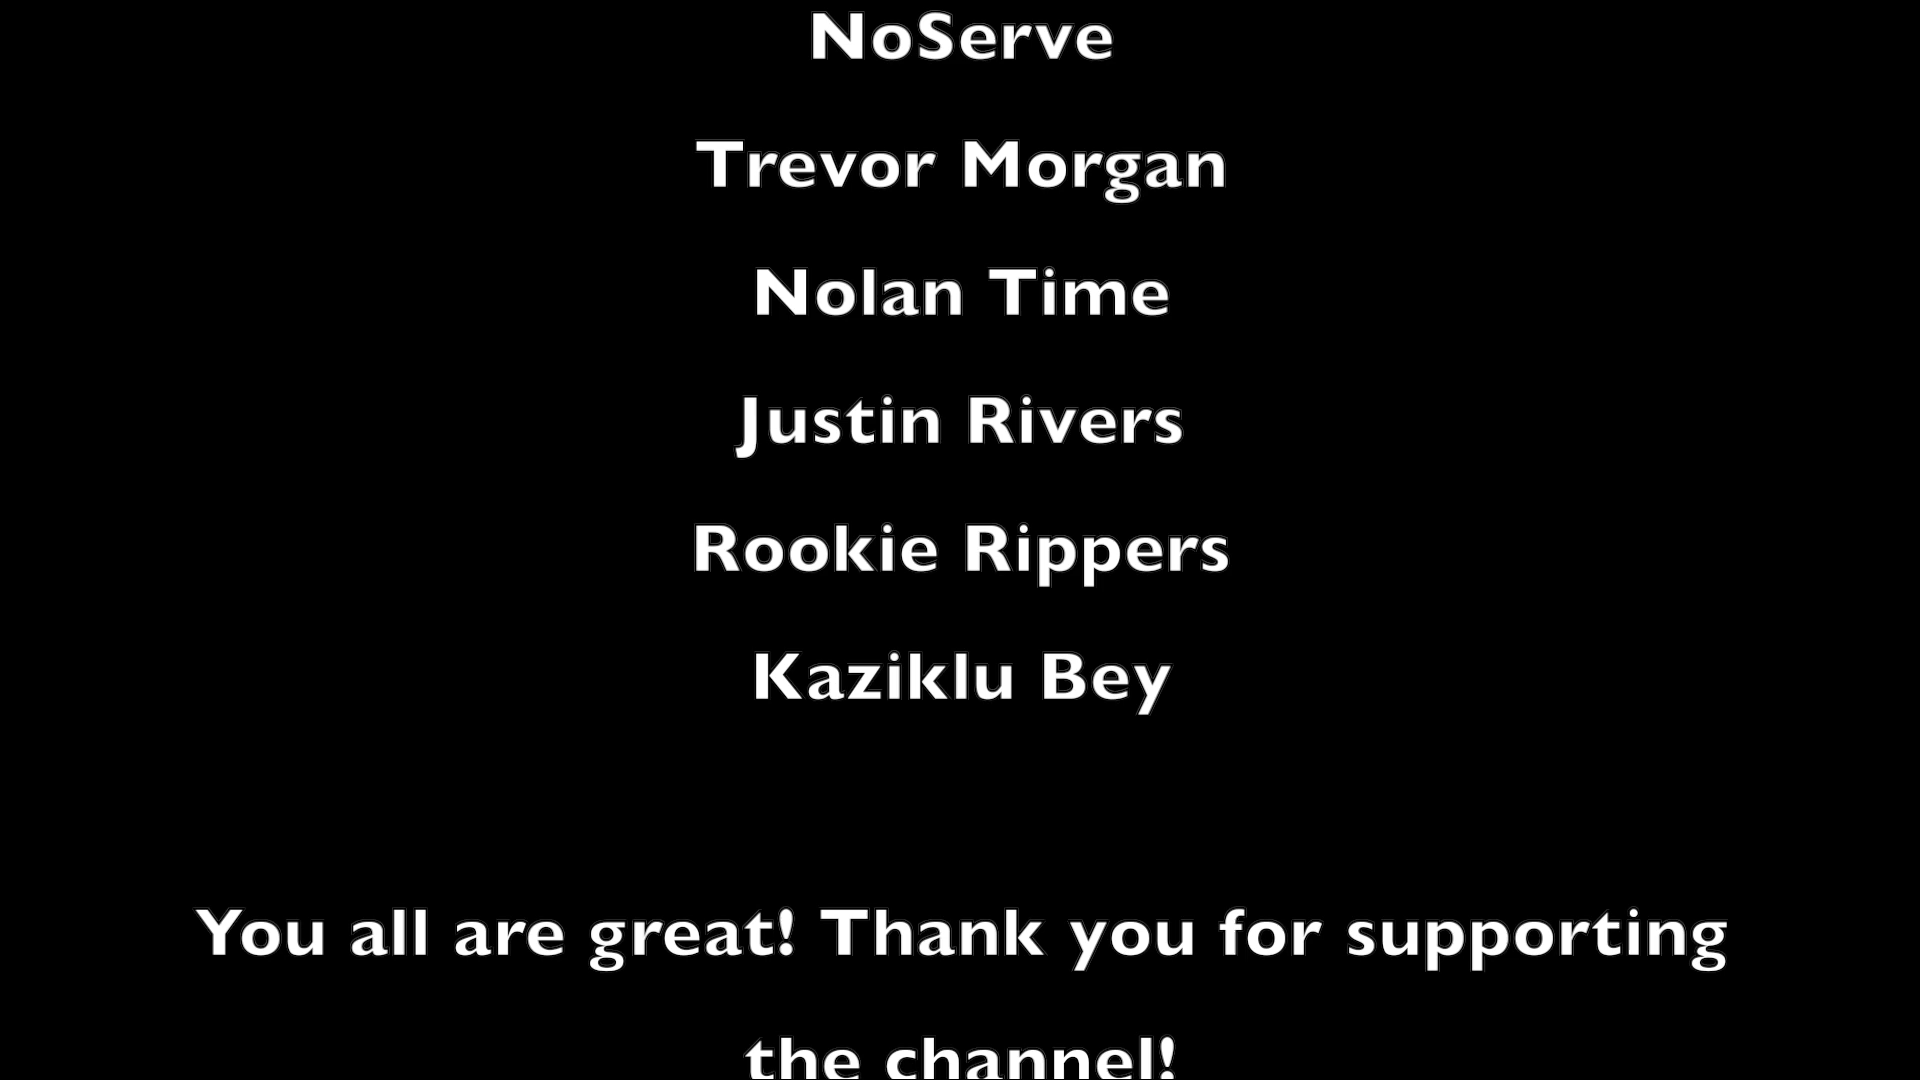 NoServe
Trevor Morgan
Nolan Time
Justin Rivers
Rookie Rippers
Kaziklu Bey
You all are great! Thank you for supporting
the channel!